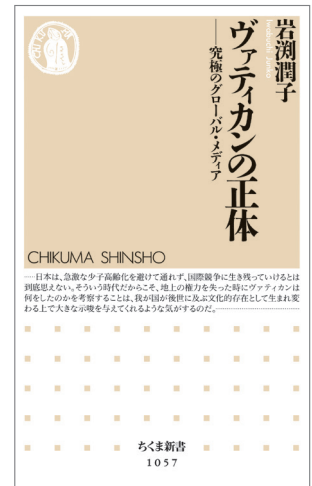 岩渕潤子
Iwabuchi Junko
ヴァティカンの正体
——究極のグローバル・メディア
CHIKUMA SHINSHO
……日本は、急激な少子高齢化を避けて通れず、国際競争に生き残っていけるとは
到底思えない。そういう時代だからこそ、地上の権力を失った時にヴァティカンは
何をしたのかを考察することは、我が国が後世に及ぶ文化的存在として生まれ変
わる上で大きな示唆を与えてくれるような気がするのだ。……
ちくま新書
1057